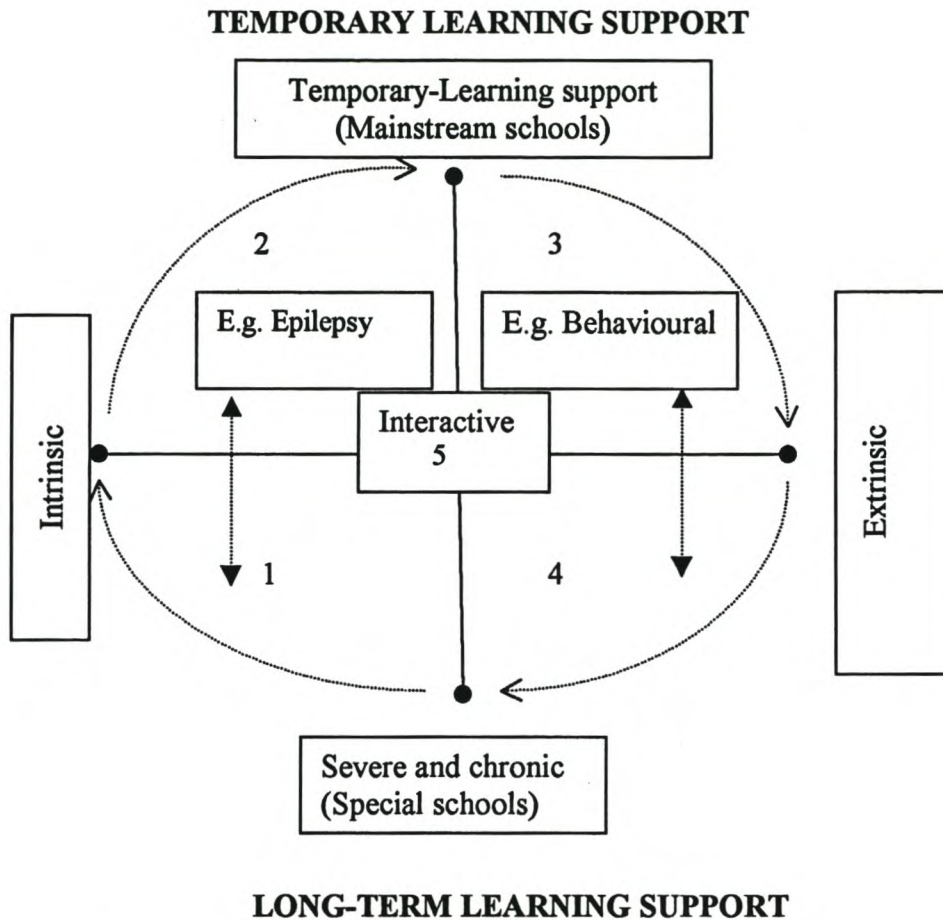 TEMPORARY LEARNING SUPPORT
Temporary-Learning support
(Mainstream schools)
2
3
E.g. Epilepsy
E.g. Behavioural
Intrinsic
Interactive
5
Extrinsic
1
4
Severe and chronic
(Special schools)
LONG-TERM LEARNING SUPPORT